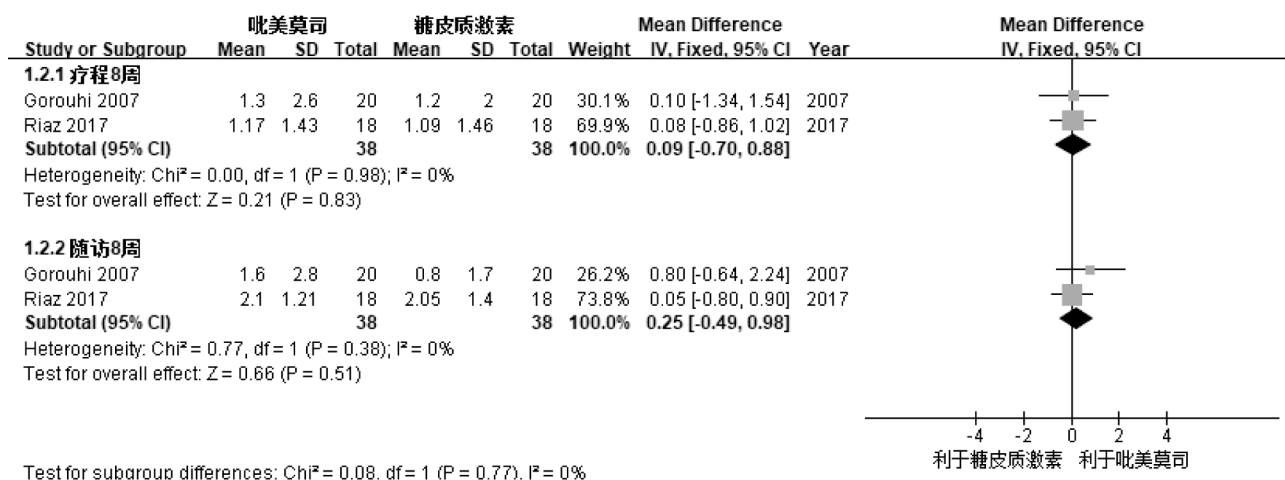 吡美莫司 糖皮质激素 Mean Difference Mean Difference
Study or Subgroup Mean SD Total Mean SD Total Weight IV, Fixed, 95% CI Year IV, Fixed, 95% CI
1.2.1 疗程8周
Gorouhi 2007 1.3 2.6 20 1.2 2 20 30.1% 0.10 [-1.34, 1.54] 2007
Riaz 2017 1.17 1.43 18 1.09 1.46 18 69.9% 0.08 [-0.86, 1.02] 2017
Subtotal (95% CI) 38 38 100.0% 0.09 [-0.70, 0.88]
Heterogeneity: Chi² = 0.00, df = 1 (P = 0.98); I² = 0%
Test for overall effect: Z = 0.21 (P = 0.83)
1.2.2 随访8周
Gorouhi 2007 1.6 2.8 20 0.8 1.7 20 26.2% 0.80 [-0.64, 2.24] 2007
Riaz 2017 2.1 1.21 18 2.05 1.4 18 73.8% 0.05 [-0.80, 0.90] 2017
Subtotal (95% CI) 38 38 100.0% 0.25 [-0.49, 0.98]
Heterogeneity: Chi² = 0.77, df = 1 (P = 0.38); I² = 0%
Test for overall effect: Z = 0.66 (P = 0.51)
-4 -2 0 2 4
利于糖皮质激素 利于吡美莫司
Test for subgroup differences: Chi² = 0.08, df = 1 (P = 0.77), I² = 0%